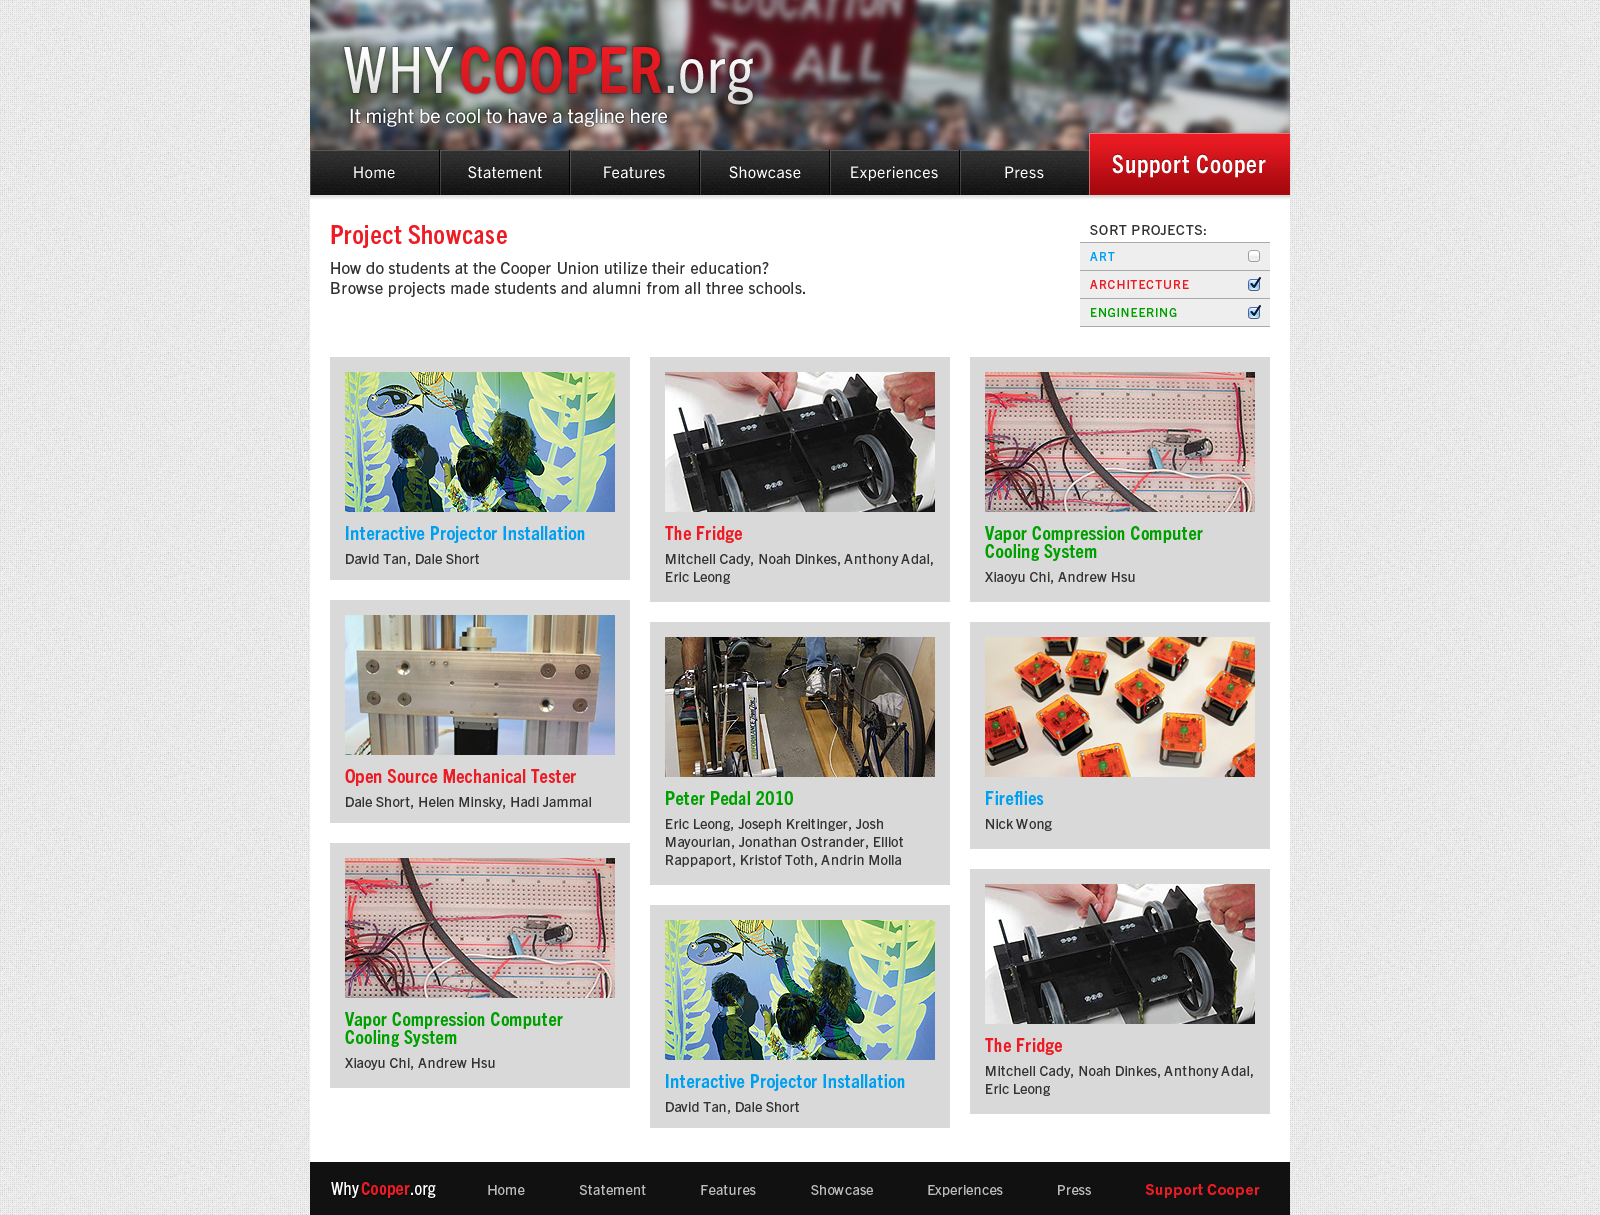 EDUCATION
TO ALL
WHYCOOPER.org
It might be cool to have a tagline here
Home
Statement
Features
Showcase
Experiences
Press
Support Cooper
Project Showcase
How do students at the Cooper Union utilize their education?
Browse projects made students and alumni from all three schools.
SORT PROJECTS:
ART
ARCHITECTURE
ENGINEERING
Interactive Projector Installation
David Tan, Dale Short
The Fridge
Mitchell Cady, Noah Dinkes, Anthony Adal,
Eric Leong
Vapor Compression Computer
Cooling System
Xiaoyu Chi, Andrew Hsu
Open Source Mechanical Tester
Dale Short, Helen Minsky, Hadi Jammal
Peter Pedal 2010
Eric Leong, Joseph Kreitinger, Josh
Mayourian, Jonathan Ostrander, Elliot
Rappaport, Kristof Toth, Andrin Molla
Fireflies
Nick Wong
Vapor Compression Computer
Cooling System
Xiaoyu Chi, Andrew Hsu
Interactive Projector Installation
David Tan, Dale Short
The Fridge
Mitchell Cady, Noah Dinkes, Anthony Adal,
Eric Leong
WhyCooper.org
Home
Statement
Features
Showcase
Experiences
Press
Support Cooper